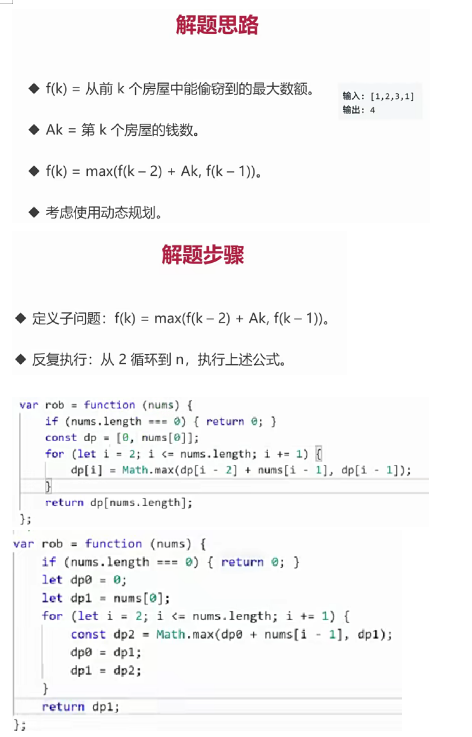 解题思路
◆ f(k) = 从前 k 个房屋中能偷窃到的最大数额。
输入: [1,2,3,1]
输出: 4
◆ Ak = 第 k 个房屋的钱数。
◆ f(k) = max(f(k – 2) + Ak, f(k – 1))。
◆ 考虑使用动态规划。
解题步骤
◆ 定义子问题：f(k) = max(f(k – 2) + Ak, f(k – 1))。
◆ 反复执行：从 2 循环到 n，执行上述公式。
var rob = function (nums) {
    if (nums.length === 0) { return 0; }
    const dp = [0, nums[0]];
    for (let i = 2; i <= nums.length; i += 1) {
        dp[i] = Math.max(dp[i - 2] + nums[i - 1], dp[i - 1]);
    }
    return dp[nums.length];
};
var rob = function (nums) {
    if (nums.length === 0) { return 0; }
    let dp0 = 0;
    let dp1 = nums[0];
    for (let i = 2; i <= nums.length; i += 1) {
        const dp2 = Math.max(dp0 + nums[i - 1], dp1);
        dp0 = dp1;
        dp1 = dp2;
    }
    return dp1;
};